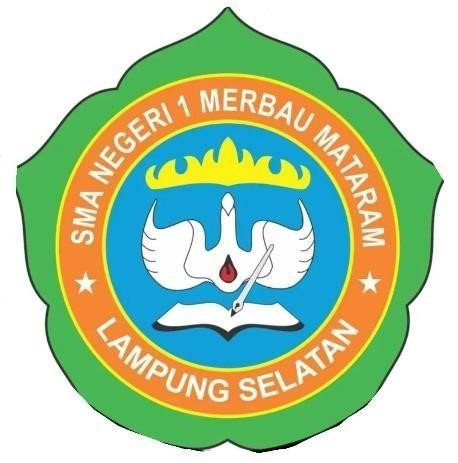 SMA NEGERI 1 MERBAU MATARAM
LAMPUNG SELATAN